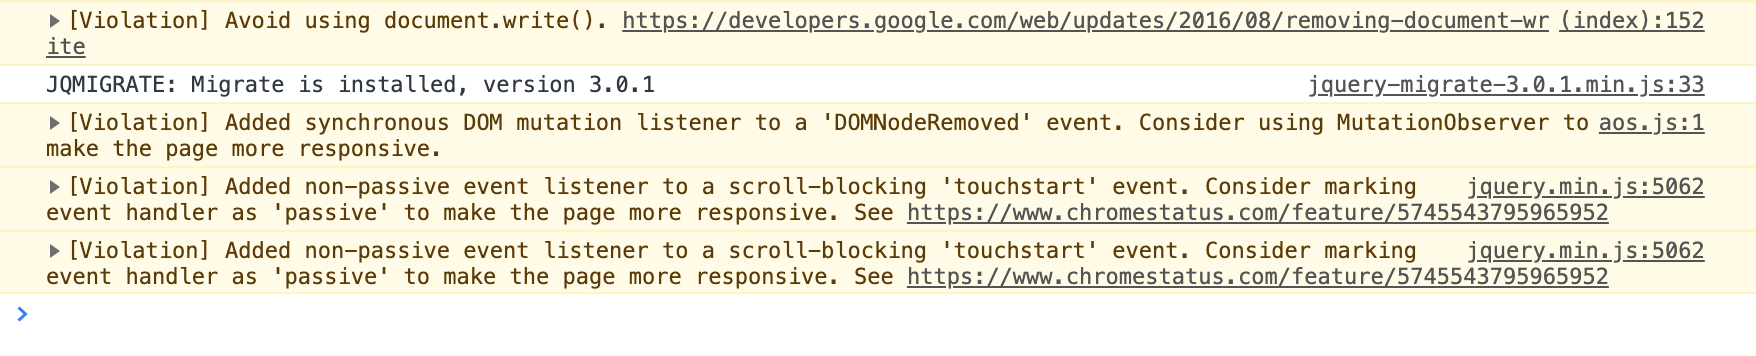 [Violation] Avoid using document.write(). https://developers.google.com/web/updates/2016/08/removing-document-wr (index):152
ite
JQMIGRATE: Migrate is installed, version 3.0.1 jquery-migrate-3.0.1.min.js:33
[Violation] Added synchronous DOM mutation listener to a 'DOMNodeRemoved' event. Consider using MutationObserver to aos.js:1
make the page more responsive.
[Violation] Added non-passive event listener to a scroll-blocking 'touchstart' event. Consider marking jquery.min.js:5062
event handler as 'passive' to make the page more responsive. See https://www.chromestatus.com/feature/5745543795965952
[Violation] Added non-passive event listener to a scroll-blocking 'touchstart' event. Consider marking jquery.min.js:5062
event handler as 'passive' to make the page more responsive. See https://www.chromestatus.com/feature/5745543795965952